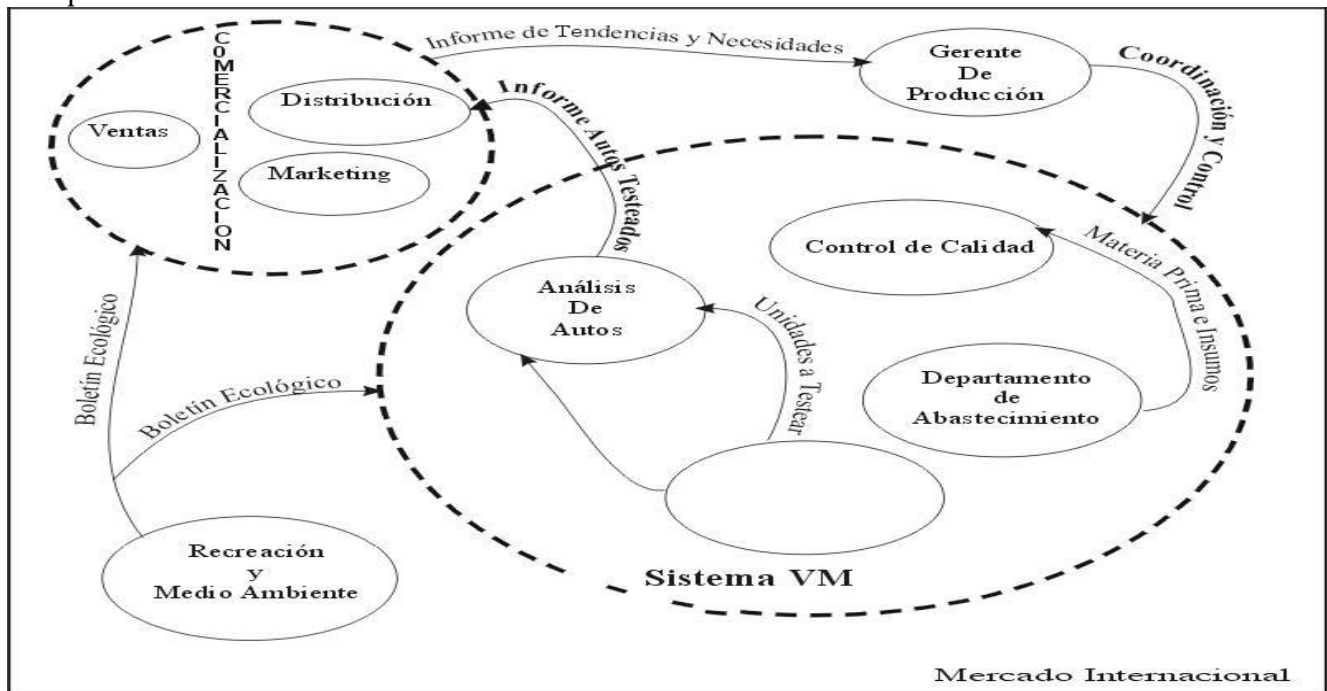 COMERCIALIZACION
Ventas
Distribución
Marketing
Informe de Tendencias y Necesidades
Gerente
De
Producción
Coordinación y Control
Informe Autos Testeados
Control de Calidad
Materia Prima e Insumos
Análisis
De
Autos
Unidades a Testear
Departamento
de
Abastecimiento
Boletín Ecológico
Boletín Ecológico
Recreación
y
Medio Ambiente
Sistema VM
Mercado Internacional